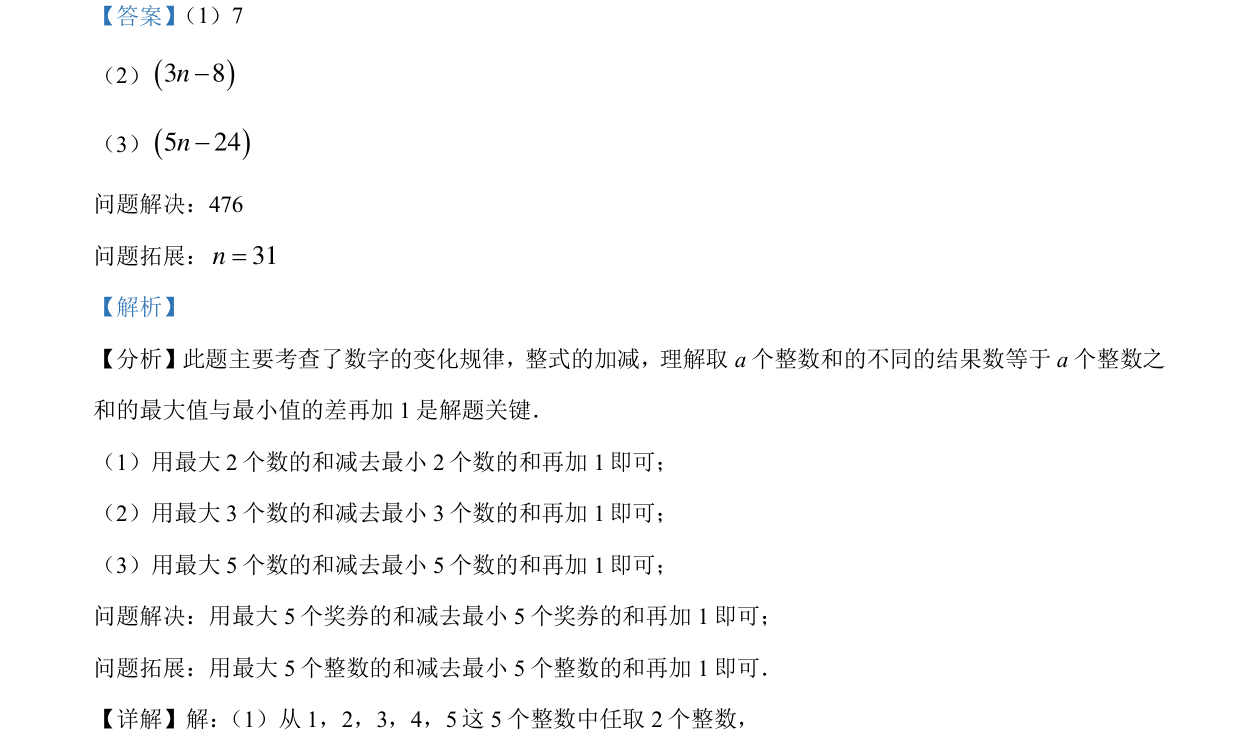 【答案】（1）7
（2）(3n－8)
（3）(5n－24)
问题解决：476
问题拓展：n＝31
【解析】
【分析】此题主要考查了数字的变化规律，整式的加减，理解取 a 个整数和的不同的结果数等于 a 个整数之
和的最大值与最小值的差再加 1 是解题关键．
（1）用最大 2 个数的和减去最小 2 个数的和再加 1 即可；
（2）用最大 3 个数的和减去最小 3 个数的和再加 1 即可；
（3）用最大 5 个数的和减去最小 5 个数的和再加 1 即可；
问题解决：用最大 5 个奖券的和减去最小 5 个奖券的和再加 1 即可；
问题拓展：用最大 5 个整数的和减去最小 5 个整数的和再加 1 即可．
【详解】解：（1）从 1，2，3，4，5 这 5 个整数中任取 2 个整数，